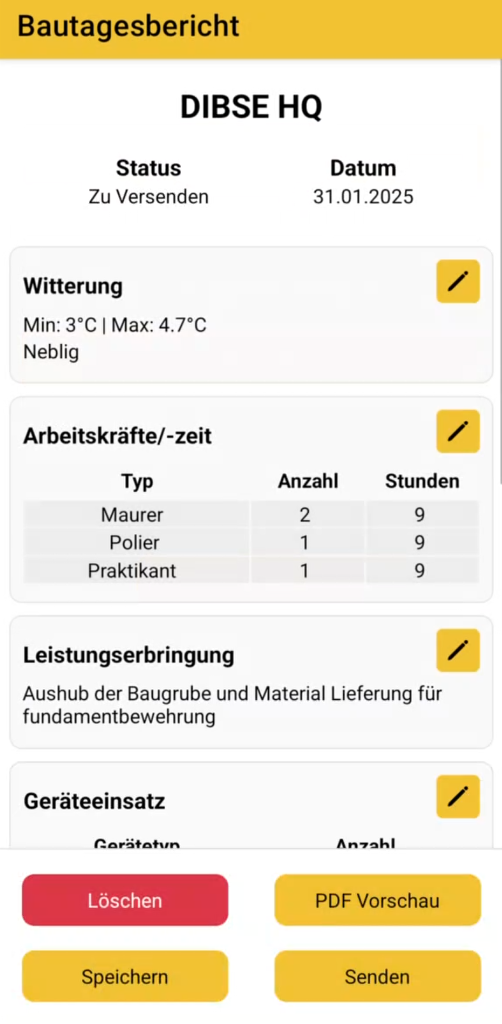 Bautagesbericht
DIBSE HQ
Status Datum
Zu Versenden 31.01.2025
Witterung
Min: 3°C | Max: 4.7°C
Neblig
Arbeitskräfte/-zeit
Typ Anzahl Stunden
Maurer 2 9
Polier 1 9
Praktikant 1 9
Leistungserbringung
Aushub der Baugrube und Material Lieferung für
fundamentbewehrung
Geräteeinsatz
Gerätetyp Anzahl
Löschen PDF Vorschau
Speichern Senden